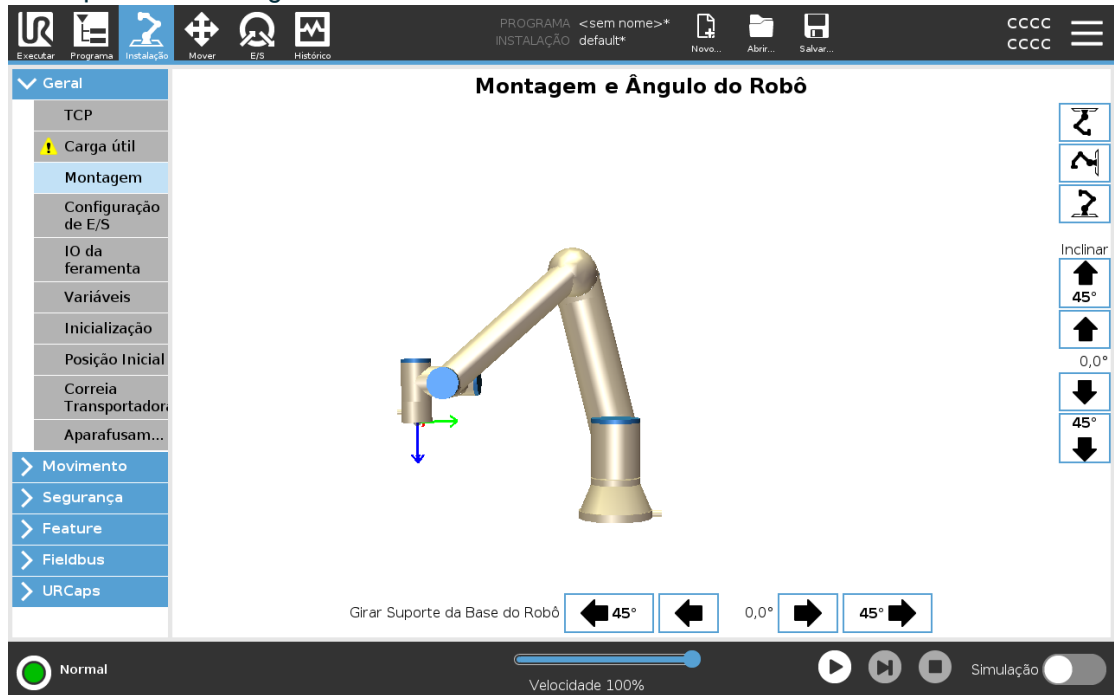 PROGRAMA <sem nome>*
INSTALAÇÃO default*
CCCC
CCCC
Executar Programa Instalação Mover E/S Histórico Novo... Abrir... Salvar...
Geral
TCP
Carga útil
Montagem
Configuração
de E/S
IO da
feramenta
Variáveis
Inicialização
Posição Inicial
Correia
Transportador
Aparafusam...
Movimento
Segurança
Feature
Fieldbus
URCaps
Montagem e Ângulo do Robô
Inclinar
45°
0,0°
45°
Girar Suporte da Base do Robô 45° 0,0° 45°
Normal
Velocidade 100%
Simulação